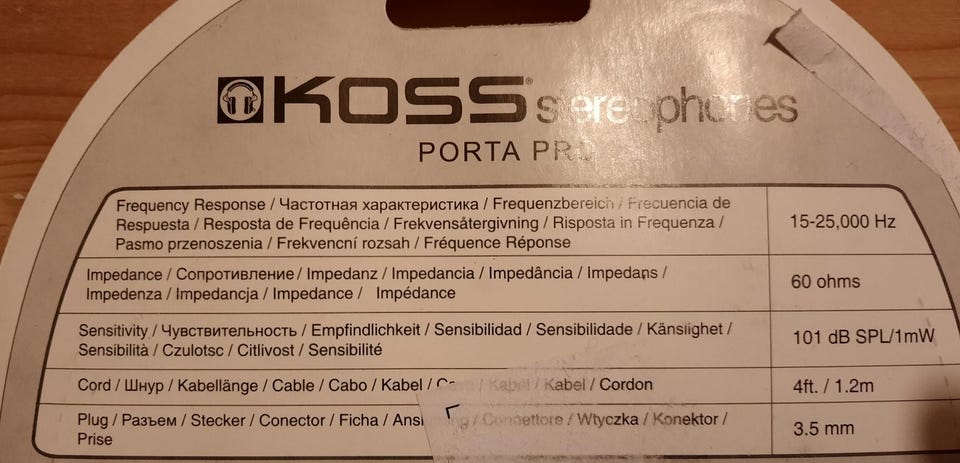 KOSS® stereophones
PORTA PRO
Frequency Response / Частотная характеристика / Frequenzbereich / Frecuencia de
Respuesta / Resposta de Frequência / Frekvensåtergivning / Risposta in Frequenza /
Pasmo przenoszenia / Frekvencní rozsah / Fréquence Réponse
15-25,000 Hz
Impedance / Сопротивление / Impedanz / Impedancia / Impedância / Impedans /
Impedenza / Impedancja / Impedance / Impédance
60 ohms
Sensitivity / Чувствительность / Empfindlichkeit / Sensibilidad / Sensibilidade / Känsiighet /
Sensibilità / Czulotsc / Citlivost / Sensibilité
101 dB SPL/1mW
Cord / Шнур / Kabellänge / Cable / Cabo / Kabel / / Kabel / Kabel / Cordon
4ft. / 1.2m
Plug / Разъем / Stecker / Conector / Ficha / / Connettore / Wtyczka / Konektor /
Prise
3.5 mm